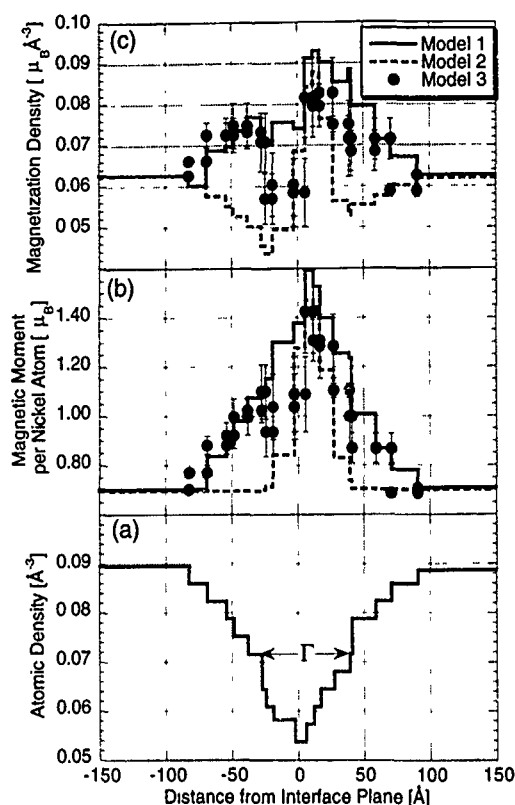 (c)
Model 1
Model 2
Model 3
Magnetization Density [ μBÅ-3]
0.10
0.09
0.08
0.07
0.06
0.05
(b)
Magnetic Moment
per Nickel Atom [ μB]
1.40
1.20
1.00
0.80
(a)
Atomic Density [Å-3]
0.09
0.08
0.07
0.06
0.05
Γ
-150 -100 -50 0 50 100 150
Distance from Interface Plane [Å]